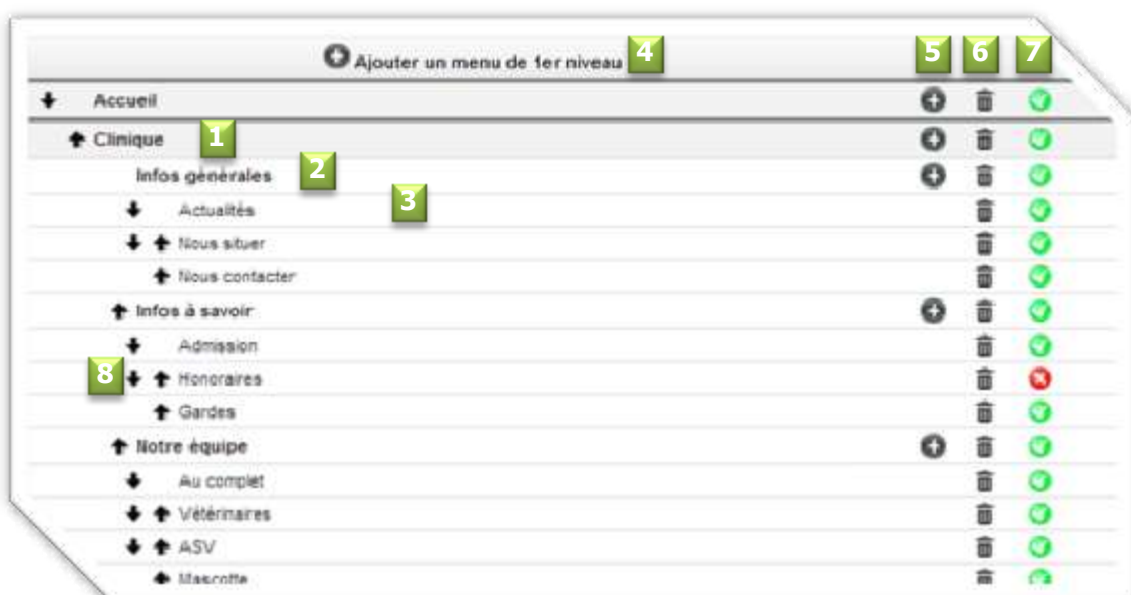 Ajouter un menu de 1er niveau 4 5 6 7
Accueil
Clinique 1
Infos générales 2
Actualités 3
Nous situer
Nous contacter
Infos à savoir
Admission
8 Honoraires
Gardes
Notre équipe
Au complet
Vétérinaires
ASV
Mascotte